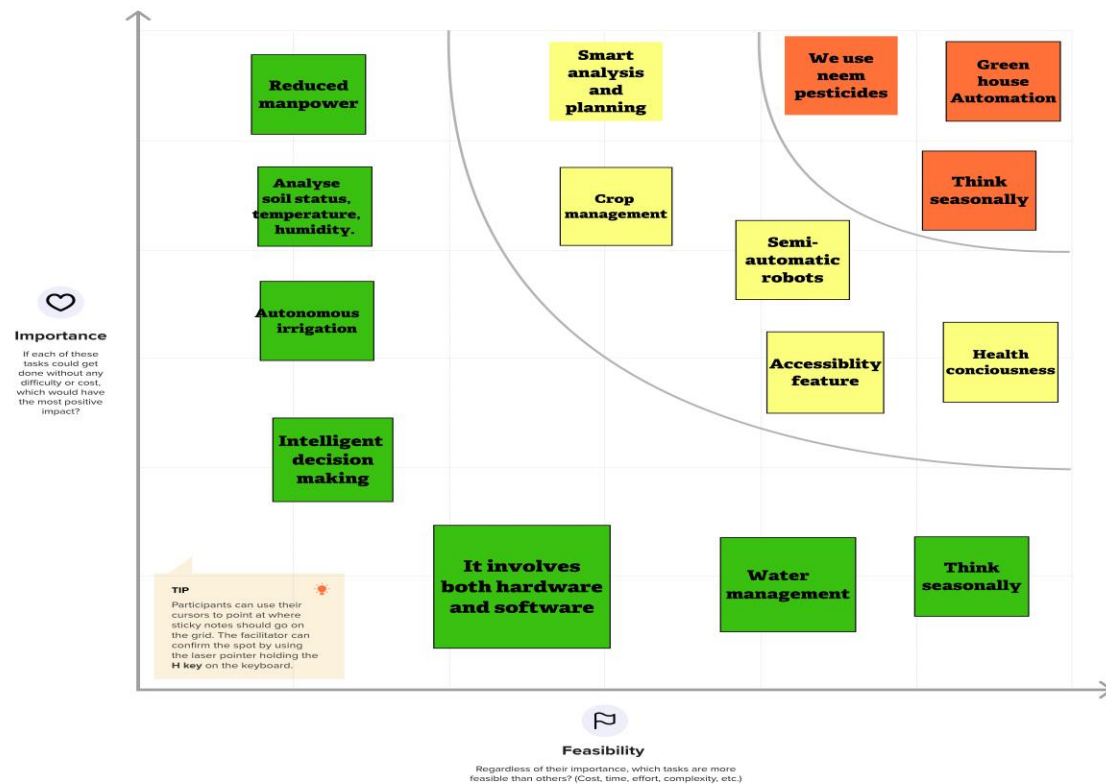 Reduced
manpower
Smart
analysis
and
planning
We use
neem
pesticides
Green
house
Automation
Analyse
soil status,
temperature,
humidity.
Crop
management
Think
seasonally
Semi-
automatic
robots
Autonomous
irrigation
Accessiblity
feature
Health
conciousness
Importance
If each of these
tasks could get
done without any
difficulty or cost,
which would have
the most positive
impact?
Intelligent
decision
making
It involves
both hardware
and software
Water
management
Think
seasonally
TIP
Participants can use their
cursors to point at where
sticky notes should go on
the grid. The facilitator can
confirm the spot by using
the laser pointer holding the
H key on the keyboard.
Feasibility
Regardless of their importance, which tasks are more
feasible than others? (Cost, time, effort, complexity, etc.)